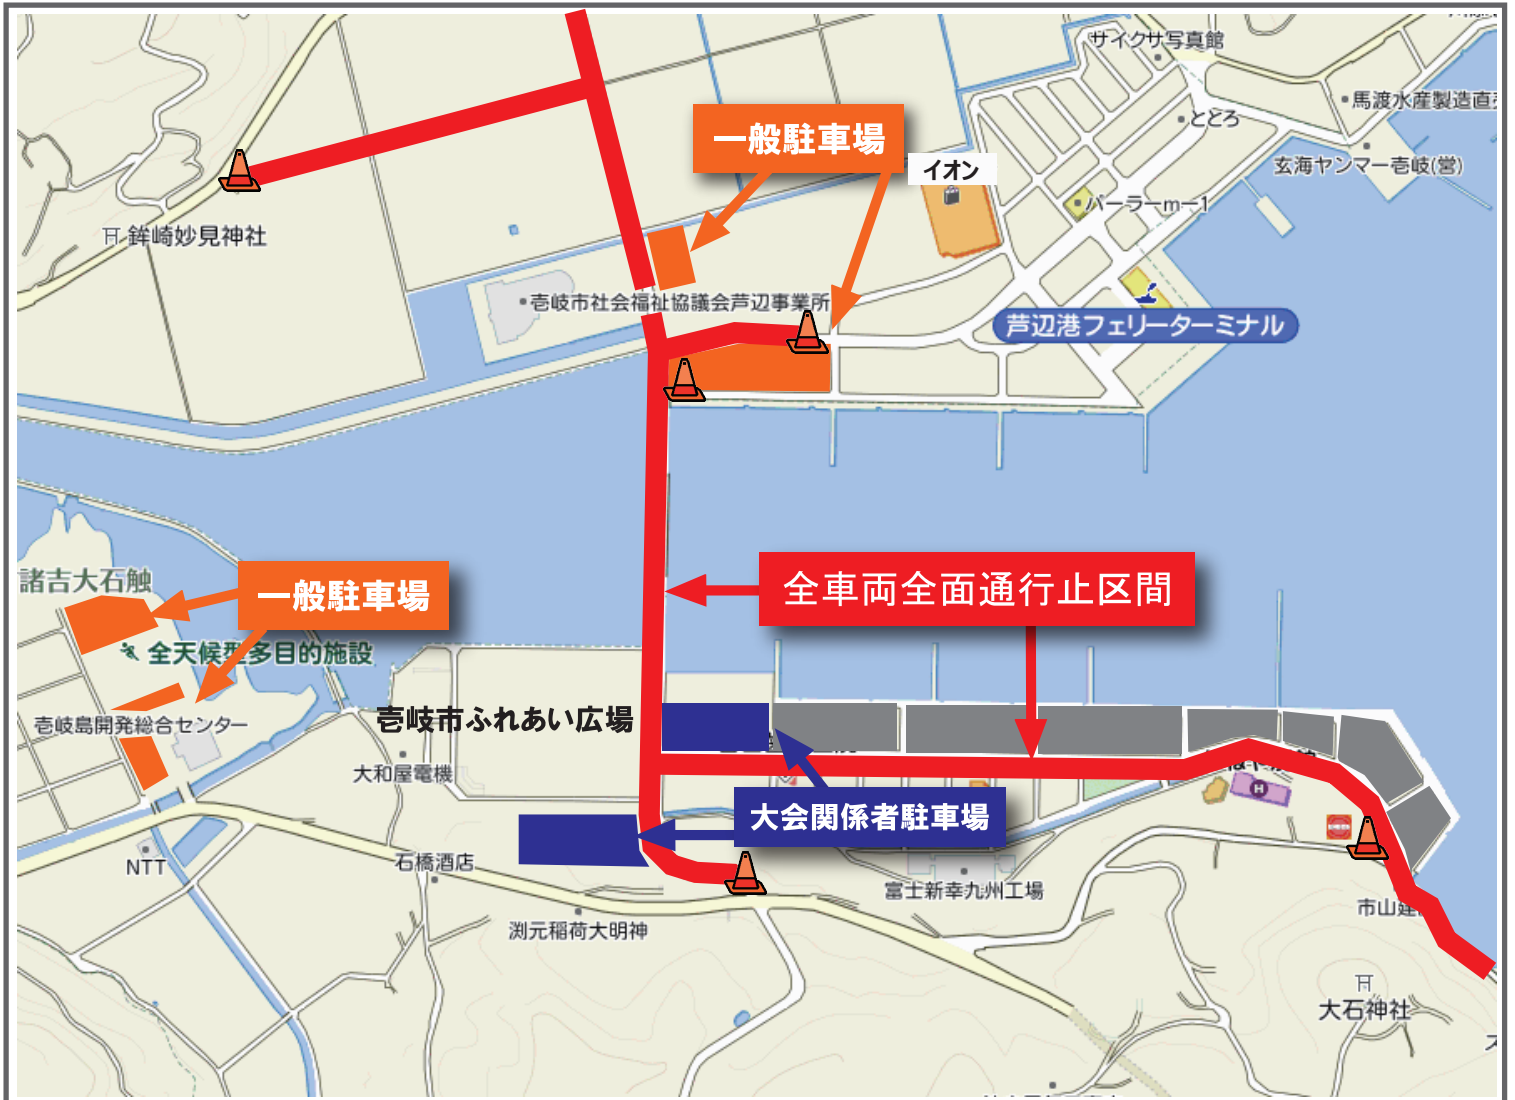 サイクサ写真館
馬渡水産製造直
ととろ
一般駐車場
イオン
玄海ヤンマー壱岐(営)
パーラーm-1
鉾崎妙見神社
壱岐市社会福祉協議会芦辺事業所
芦辺港フェリーターミナル
諸吉大石触
一般駐車場
全車両全面通行止区間
全天候型多目的施設
壱岐市ふれあい広場
壱岐島開発総合センター
大和屋電機
H
大会関係者駐車場
NTT
石橋酒店
富士新幸九州工場
市山建
渕元稲荷大明神
大石神社